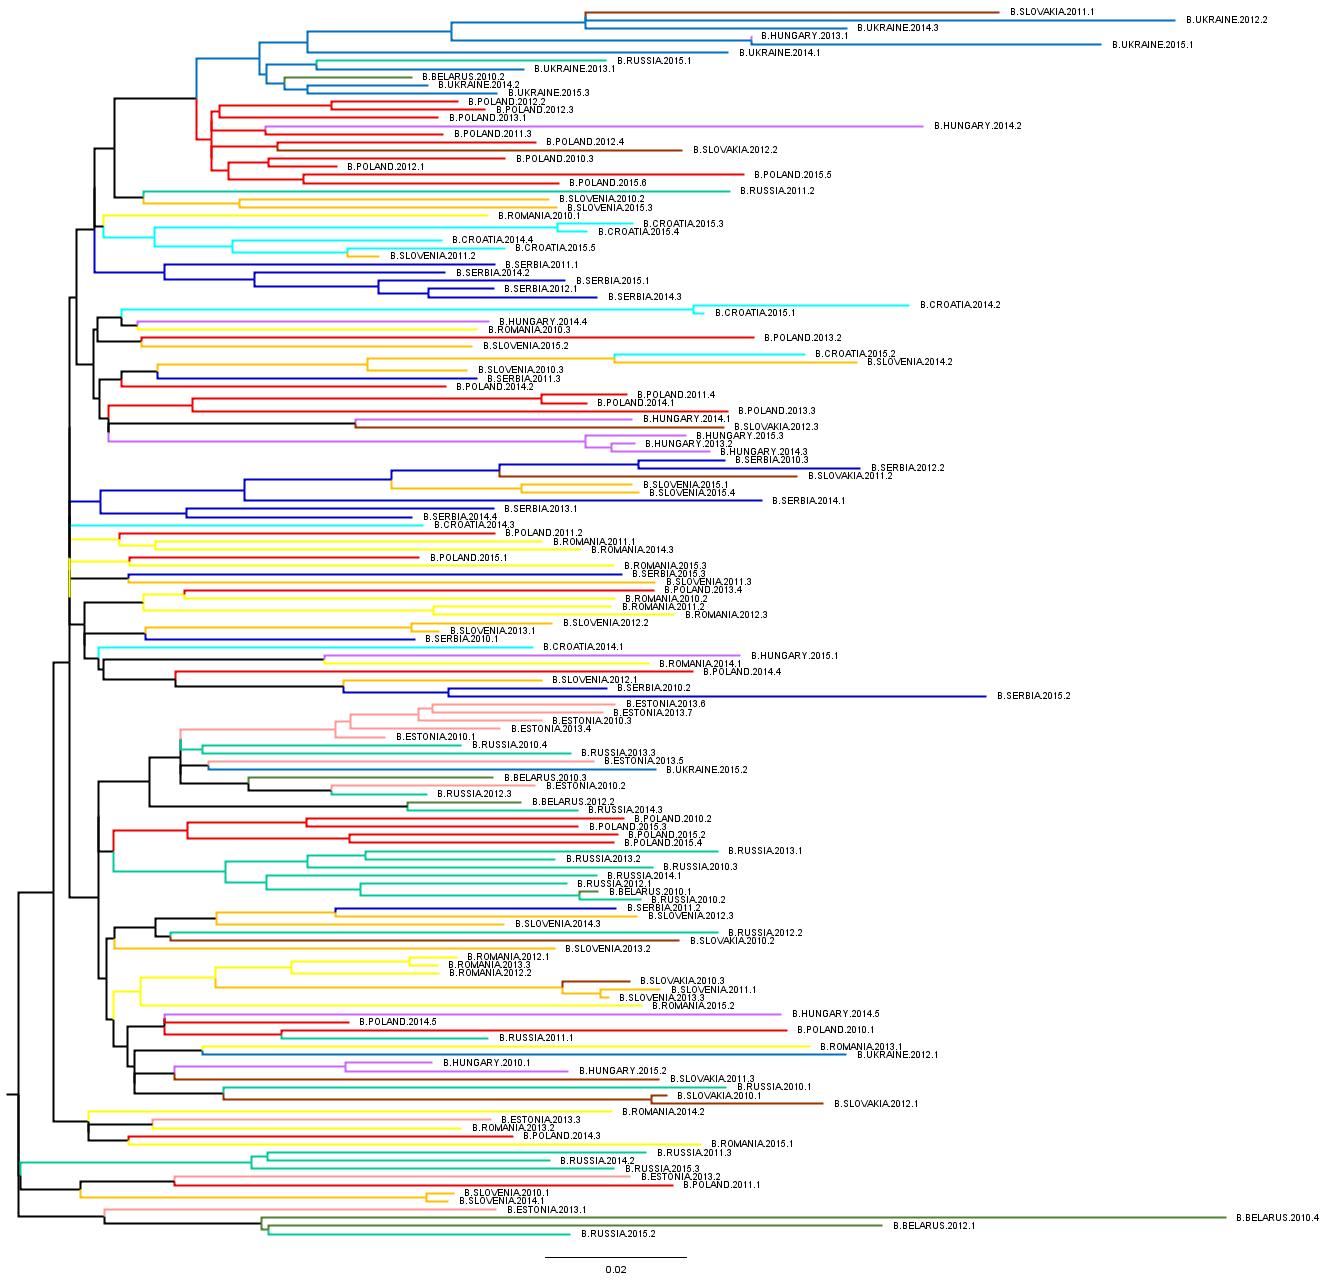 B.SLOVAKIA.2011.1
B.UKRAINE.2012.2
B.UKRAINE.2014.3
B.HUNGARY.2013.1
B.UKRAINE.2015.1
B.UKRAINE.2014.1
B.RUSSIA.2015.1
B.UKRAINE.2013.1
B.BELARUS.2010.2
B.UKRAINE.2014.2
B.UKRAINE.2015.3
B.POLAND.2012.2
B.POLAND.2012.3
B.POLAND.2013.1
B.HUNGARY.2014.2
B.POLAND.2011.3
B.POLAND.2012.4
B.SLOVAKIA.2012.2
B.POLAND.2010.3
B.POLAND.2012.1
B.POLAND.2015.5
B.POLAND.2015.6
B.RUSSIA.2011.2
B.SLOVENIA.2010.2
B.SLOVENIA.2015.3
B.ROMANIA.2010.1
B.CROATIA.2015.3
B.CROATIA.2015.4
B.CROATIA.2014.4
B.CROATIA.2015.5
B.SLOVENIA.2011.2
B.SERBIA.2011.1
B.SERBIA.2014.2
B.SERBIA.2015.1
B.SERBIA.2012.1
B.SERBIA.2014.3
B.CROATIA.2014.2
B.CROATIA.2015.1
B.HUNGARY.2014.4
B.ROMANIA.2010.3
B.POLAND.2013.2
B.SLOVENIA.2015.2
B.CROATIA.2015.2
B.SLOVENIA.2014.2
B.SLOVENIA.2010.3
B.SERBIA.2011.3
B.POLAND.2014.2
B.POLAND.2011.4
B.POLAND.2014.1
B.POLAND.2013.3
B.HUNGARY.2014.1
B.SLOVAKIA.2012.3
B.HUNGARY.2015.3
B.HUNGARY.2013.2
B.HUNGARY.2014.3
B.SERBIA.2010.3
B.SERBIA.2012.2
B.SLOVAKIA.2011.2
B.SLOVENIA.2015.1
B.SLOVENIA.2015.4
B.SERBIA.2014.1
B.SERBIA.2013.1
B.SERBIA.2014.4
B.CROATIA.2014.3
B.POLAND.2011.2
B.ROMANIA.2011.1
B.ROMANIA.2014.3
B.POLAND.2015.1
B.ROMANIA.2015.3
B.SERBIA.2015.3
B.SLOVENIA.2011.3
B.POLAND.2013.4
B.ROMANIA.2010.2
B.ROMANIA.2011.2
B.ROMANIA.2012.3
B.SLOVENIA.2012.2
B.SLOVENIA.2013.1
B.SERBIA.2010.1
B.CROATIA.2014.1
B.HUNGARY.2015.1
B.ROMANIA.2014.1
B.POLAND.2014.4
B.SLOVENIA.2012.1
B.SERBIA.2010.2
B.SERBIA.2015.2
B.ESTONIA.2013.6
B.ESTONIA.2013.7
B.ESTONIA.2010.3
B.ESTONIA.2013.4
B.ESTONIA.2010.1
B.RUSSIA.2010.4
B.RUSSIA.2013.3
B.ESTONIA.2013.5
B.UKRAINE.2015.2
B.BELARUS.2010.3
B.ESTONIA.2010.2
B.RUSSIA.2012.3
B.BELARUS.2012.2
B.RUSSIA.2014.3
B.POLAND.2010.2
B.POLAND.2015.3
B.POLAND.2015.2
B.POLAND.2015.4
B.RUSSIA.2013.1
B.RUSSIA.2013.2
B.RUSSIA.2010.3
B.RUSSIA.2014.1
B.RUSSIA.2012.1
B.BELARUS.2010.1
B.RUSSIA.2010.2
B.SERBIA.2011.2
B.SLOVENIA.2012.3
B.SLOVENIA.2014.3
B.RUSSIA.2012.2
B.SLOVAKIA.2010.2
B.SLOVENIA.2013.2
B.ROMANIA.2012.1
B.ROMANIA.2013.3
B.ROMANIA.2012.2
B.SLOVAKIA.2010.3
B.SLOVENIA.2011.1
B.SLOVENIA.2013.3
B.ROMANIA.2015.2
B.HUNGARY.2014.5
B.POLAND.2014.5
B.POLAND.2010.1
B.RUSSIA.2011.1
B.ROMANIA.2013.1
B.UKRAINE.2012.1
B.HUNGARY.2010.1
B.HUNGARY.2015.2
B.SLOVAKIA.2011.3
B.RUSSIA.2010.1
B.SLOVAKIA.2010.1
B.SLOVAKIA.2012.1
B.ROMANIA.2014.2
B.ESTONIA.2013.3
B.ROMANIA.2013.2
B.POLAND.2014.3
B.ROMANIA.2015.1
B.RUSSIA.2011.3
B.RUSSIA.2014.2
B.RUSSIA.2015.3
B.ESTONIA.2013.2
B.POLAND.2011.1
B.SLOVENIA.2010.1
B.SLOVENIA.2014.1
B.ESTONIA.2013.1
B.BELARUS.2010.4
B.BELARUS.2012.1
B.RUSSIA.2015.2
0.02